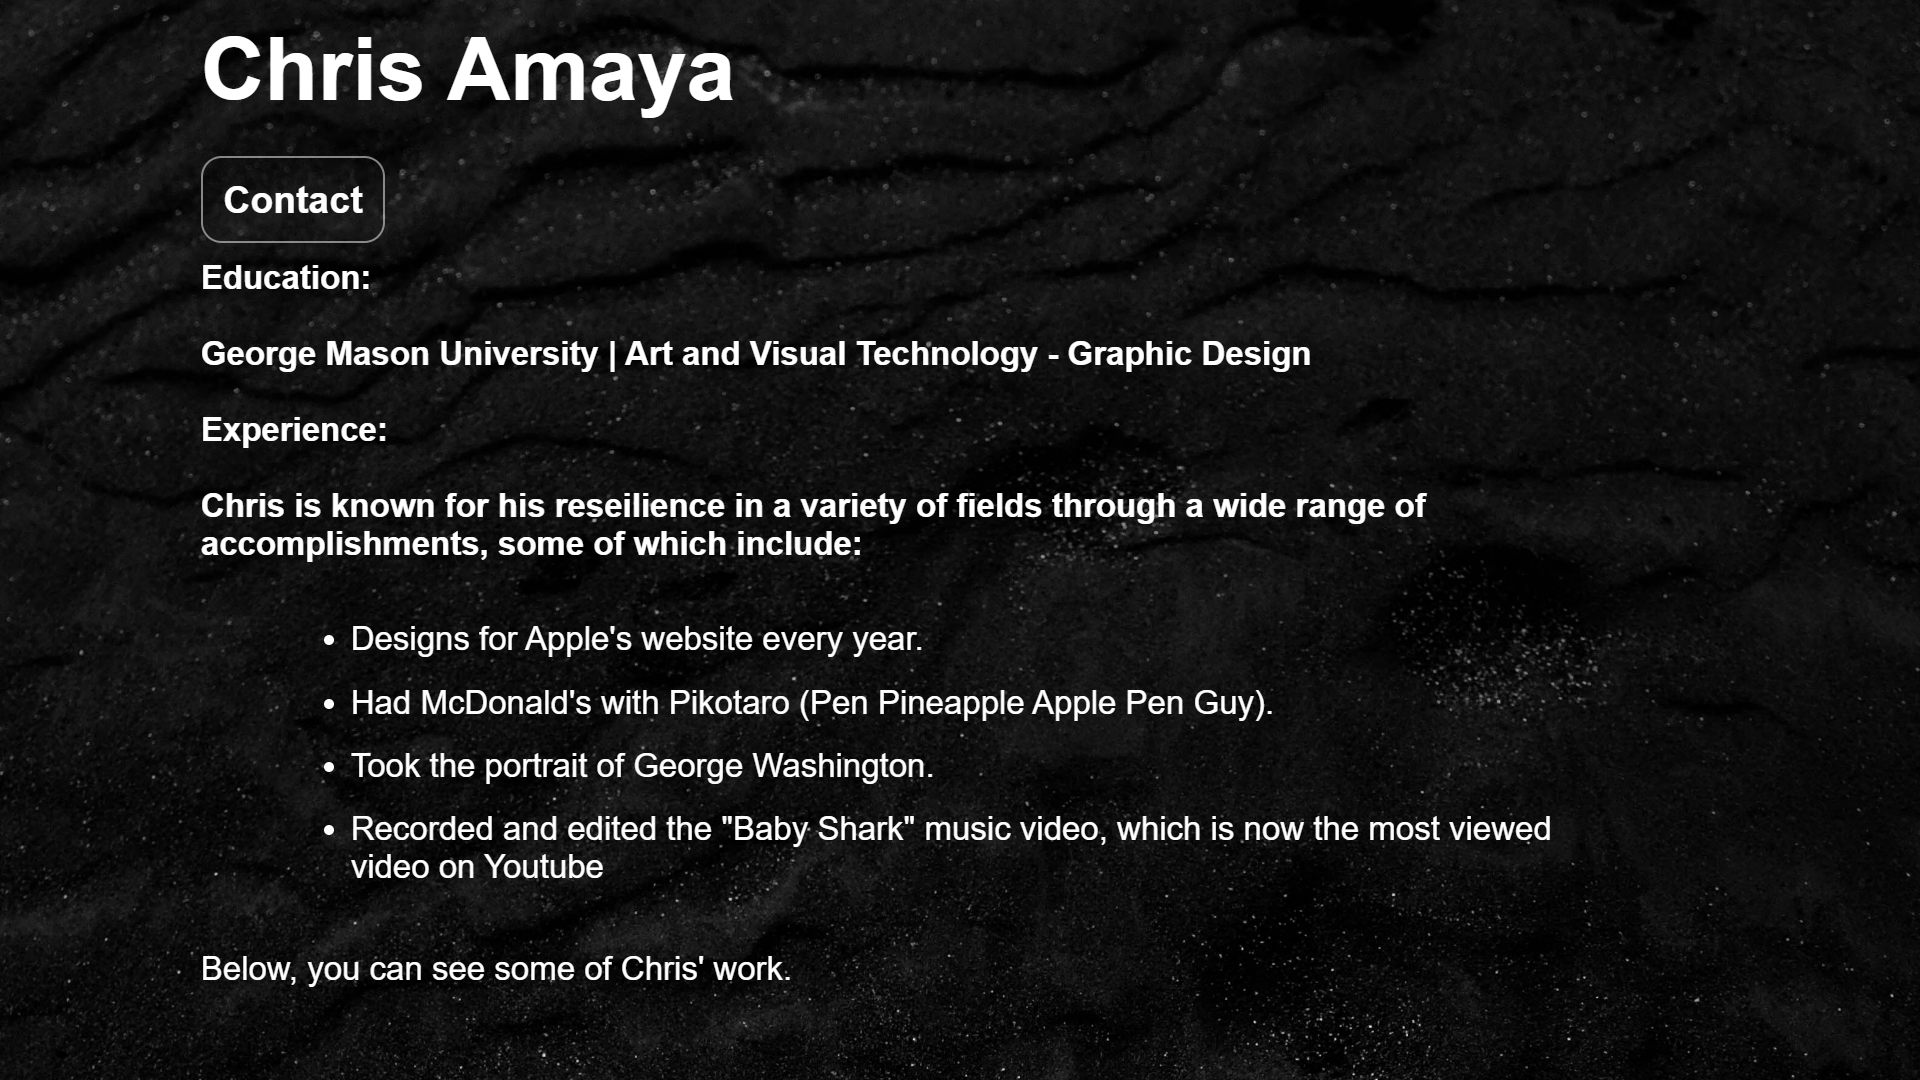 Chris Amaya
Contact
Education:
George Mason University | Art and Visual Technology - Graphic Design
Experience:
Chris is known for his reseilience in a variety of fields through a wide range of
accomplishments, some of which include:
• Designs for Apple's website every year.
• Had McDonald's with Pikotaro (Pen Pineapple Apple Pen Guy).
• Took the portrait of George Washington.
• Recorded and edited the "Baby Shark" music video, which is now the most viewed
video on Youtube
Below, you can see some of Chris' work.